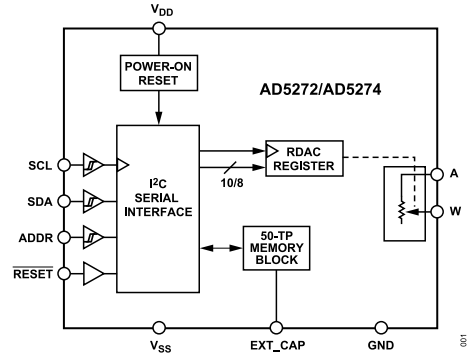 VDD
POWER-ON
RESET
AD5272/AD5274
SCL
SDA
ADDR
RESET
I2C
SERIAL
INTERFACE
10/8
RDAC
REGISTER
A
W
50-TP
MEMORY
BLOCK
VSS
EXT_CAP
GND
001